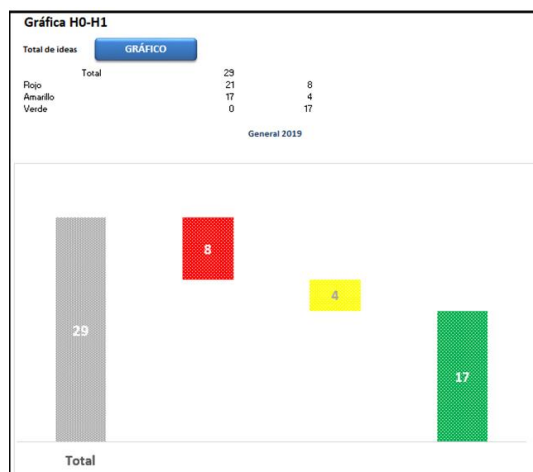 Gráfica H0-H1
Total de ideas GRÁFICO
Total 29
Rojo 21 8
Amarillo 17 4
Verde 0 17
General 2019
8
4
29
17
Total